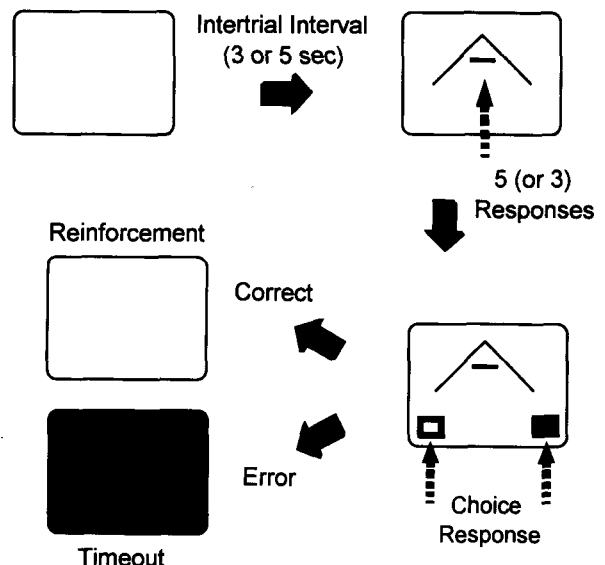 Intertrial Interval
(3 or 5 sec)
5 (or 3)
Responses
Reinforcement
Correct
Error
Choice
Response
Timeout